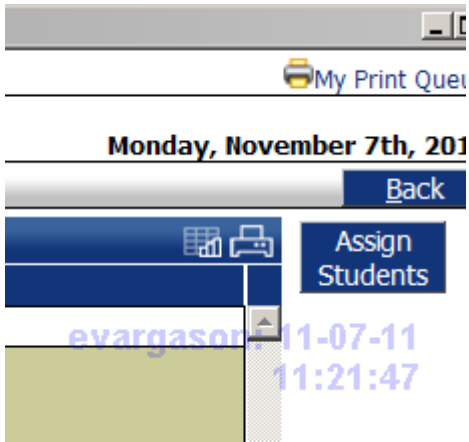 My Print Queu
Monday, November 7th, 201
Back
Assign
Students
evargason: 11-07-11
11:21:47